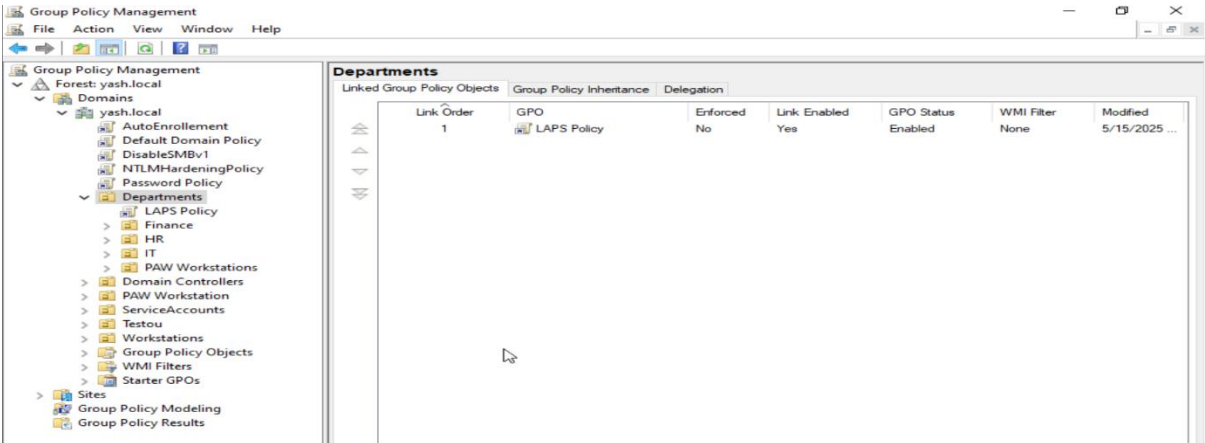 Group Policy Management
File Action View Window Help
Group Policy Management
Forest: yash.local
Domains
yash.local
AutoEnrollement
Default Domain Policy
DisableSMBv1
NTLMHardeningPolicy
Password Policy
Departments
LAPS Policy
Finance
HR
IT
PAW Workstations
Domain Controllers
PAW Workstation
ServiceAccounts
Testou
Workstations
Group Policy Objects
WMI Filters
Starter GPOs
Sites
Group Policy Modeling
Group Policy Results
Departments
Linked Group Policy Objects Group Policy Inheritance Delegation
Link Order GPO Enforced Link Enabled GPO Status WMI Filter Modified
1 LAPS Policy No Yes Enabled None 5/15/2025 ...